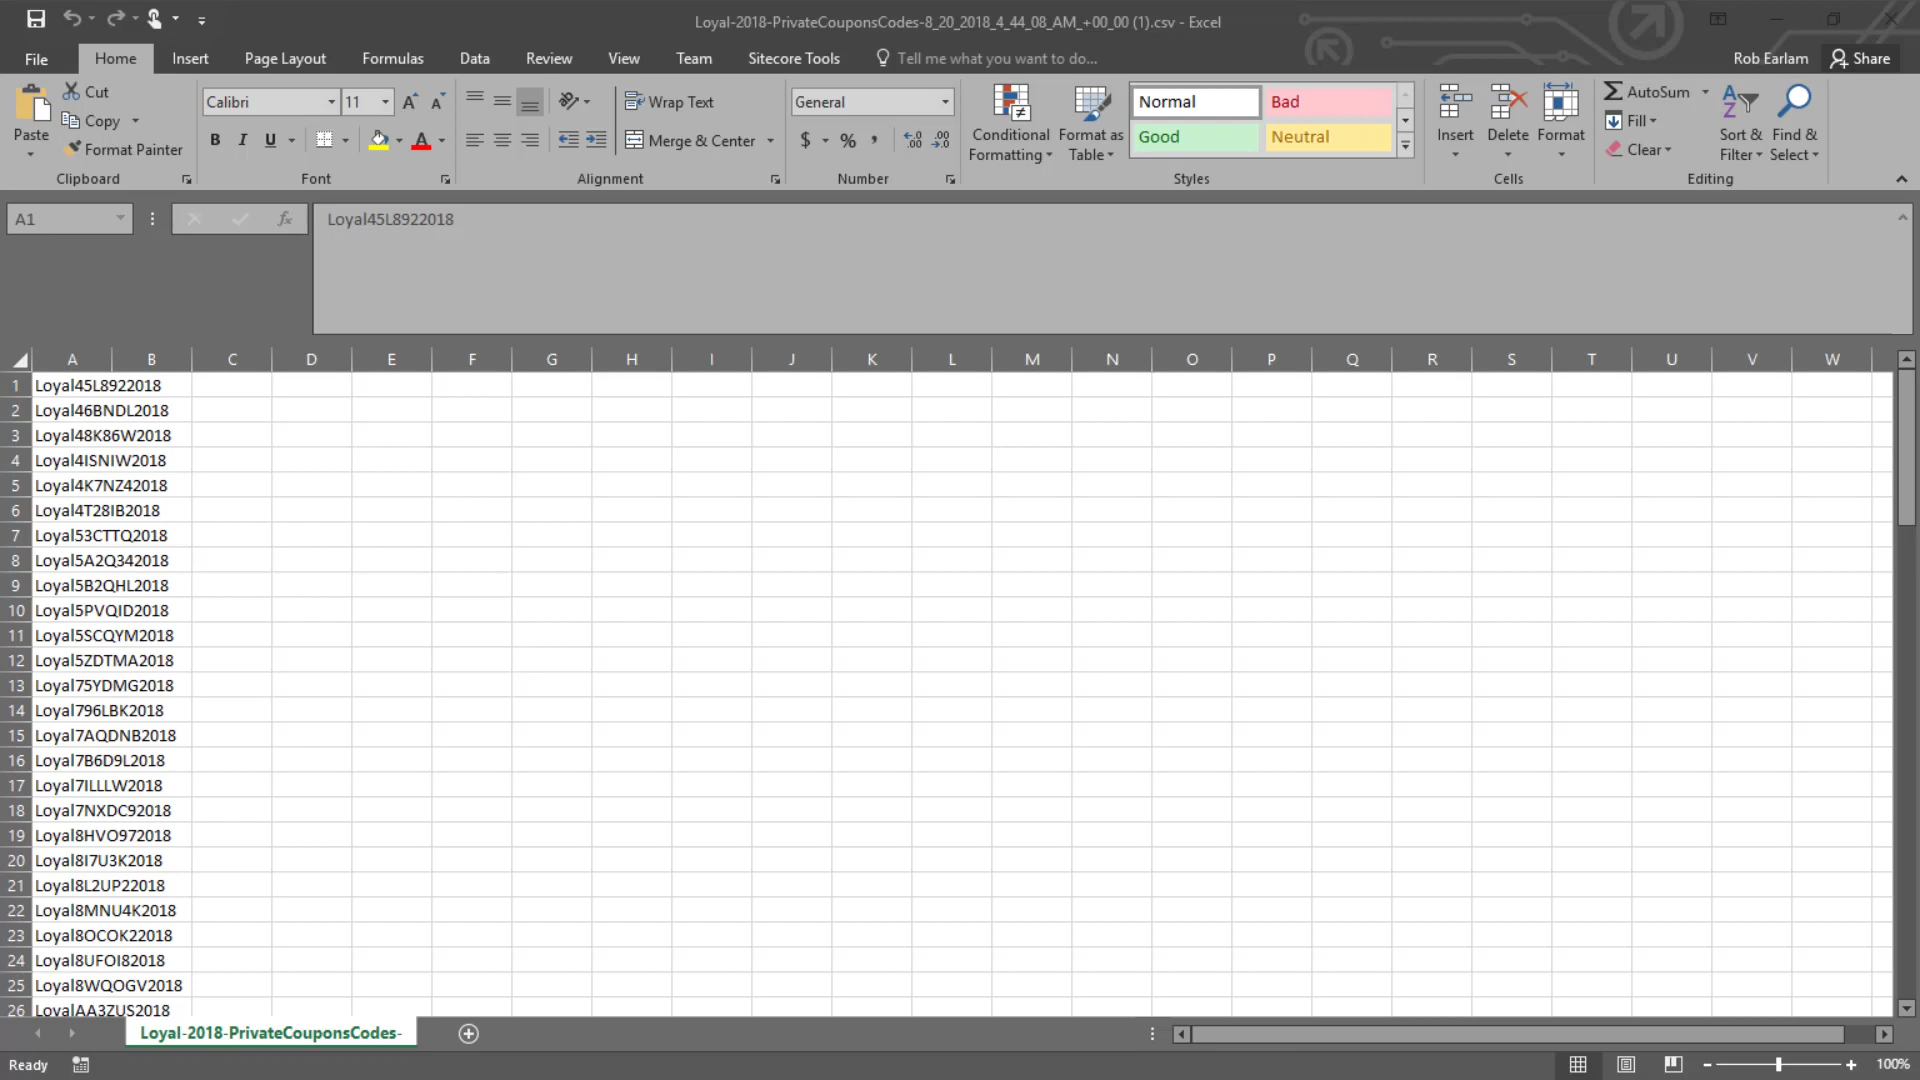 Loyal-2018-PrivateCouponsCodes-8_20_2018_4_44_08_AM_+00_00 (1).csv - Excel
File Home Insert Page Layout Formulas Data Review View Team Sitecore Tools Tell me what you want to do... Rob Earlam Share
Paste
Cut
Copy
Format Painter
Clipboard
Calibri 11
B I U A
Font
Wrap Text
Merge & Center
Alignment
General
$ % ,
Number
Conditional Formatting
Format as Table
Normal Bad
Good Neutral
Styles
Insert Delete Format
Cells
AutoSum
Fill
Clear
Sort & Filter
Find & Select
Editing
A1 fx Loyal45L8922018
A B C D E F G H I J K L M N O P Q R S T U V W
1 Loyal45L8922018
2 Loyal46BNDL2018
3 Loyal48K86W2018
4 Loyal4ISNIW2018
5 Loyal4K7NZ42018
6 Loyal4T28IB2018
7 Loyal53CTTQ2018
8 Loyal5A2Q342018
9 Loyal5B2QHL2018
10 Loyal5PVQID2018
11 Loyal5SCQYM2018
12 Loyal5ZDTMA2018
13 Loyal75YDMG2018
14 Loyal796LBK2018
15 Loyal7AQDNB2018
16 Loyal7B6D9L2018
17 Loyal7ILLLW2018
18 Loyal7NXDC92018
19 Loyal8HVO972018
20 Loyal8I7U3K2018
21 Loyal8L2UP22018
22 Loyal8MNU4K2018
23 Loyal8OCOK22018
24 Loyal8UFOI82018
25 Loyal8WQOGV2018
26 LoyalAA3ZUS2018
Loyal-2018-PrivateCouponsCodes-
Ready 100%